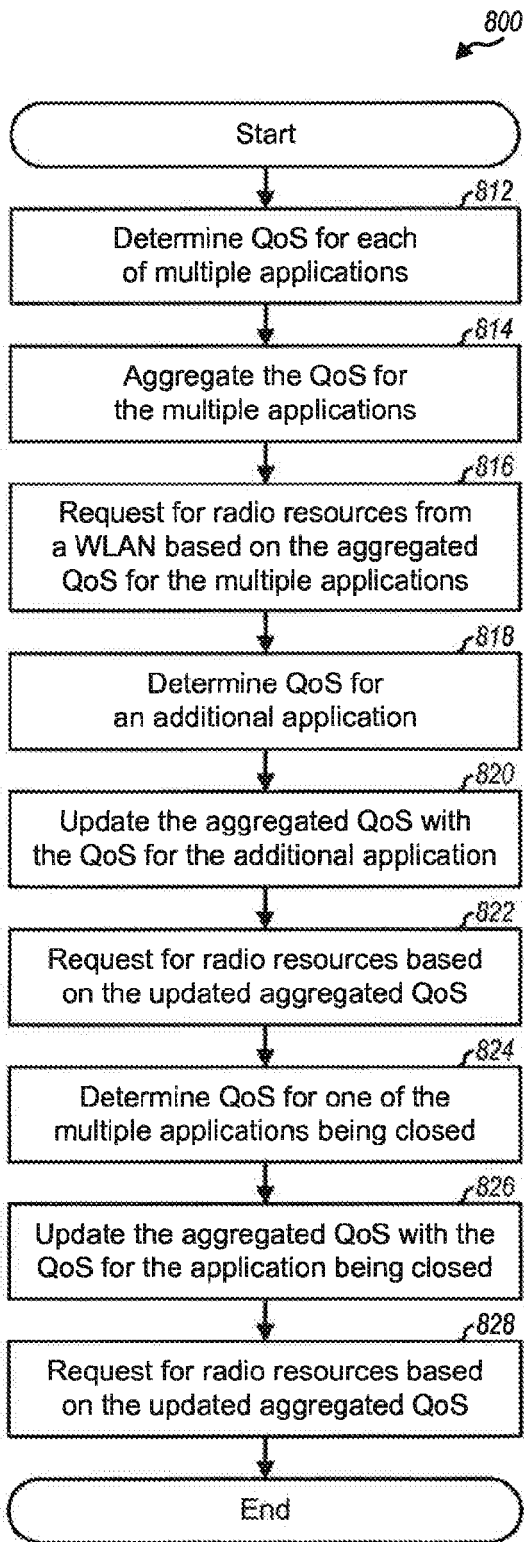 800
Start
812
Determine QoS for each
of multiple applications
814
Aggregate the QoS for
the multiple applications
816
Request for radio resources from
a WLAN based on the aggregated
QoS for the multiple applications
818
Determine QoS for
an additional application
820
Update the aggregated QoS with
the QoS for the additional application
822
Request for radio resources based
on the updated aggregated QoS
824
Determine QoS for one of the
multiple applications being closed
826
Update the aggregated QoS with the
QoS for the application being closed
828
Request for radio resources based
on the updated aggregated QoS
End